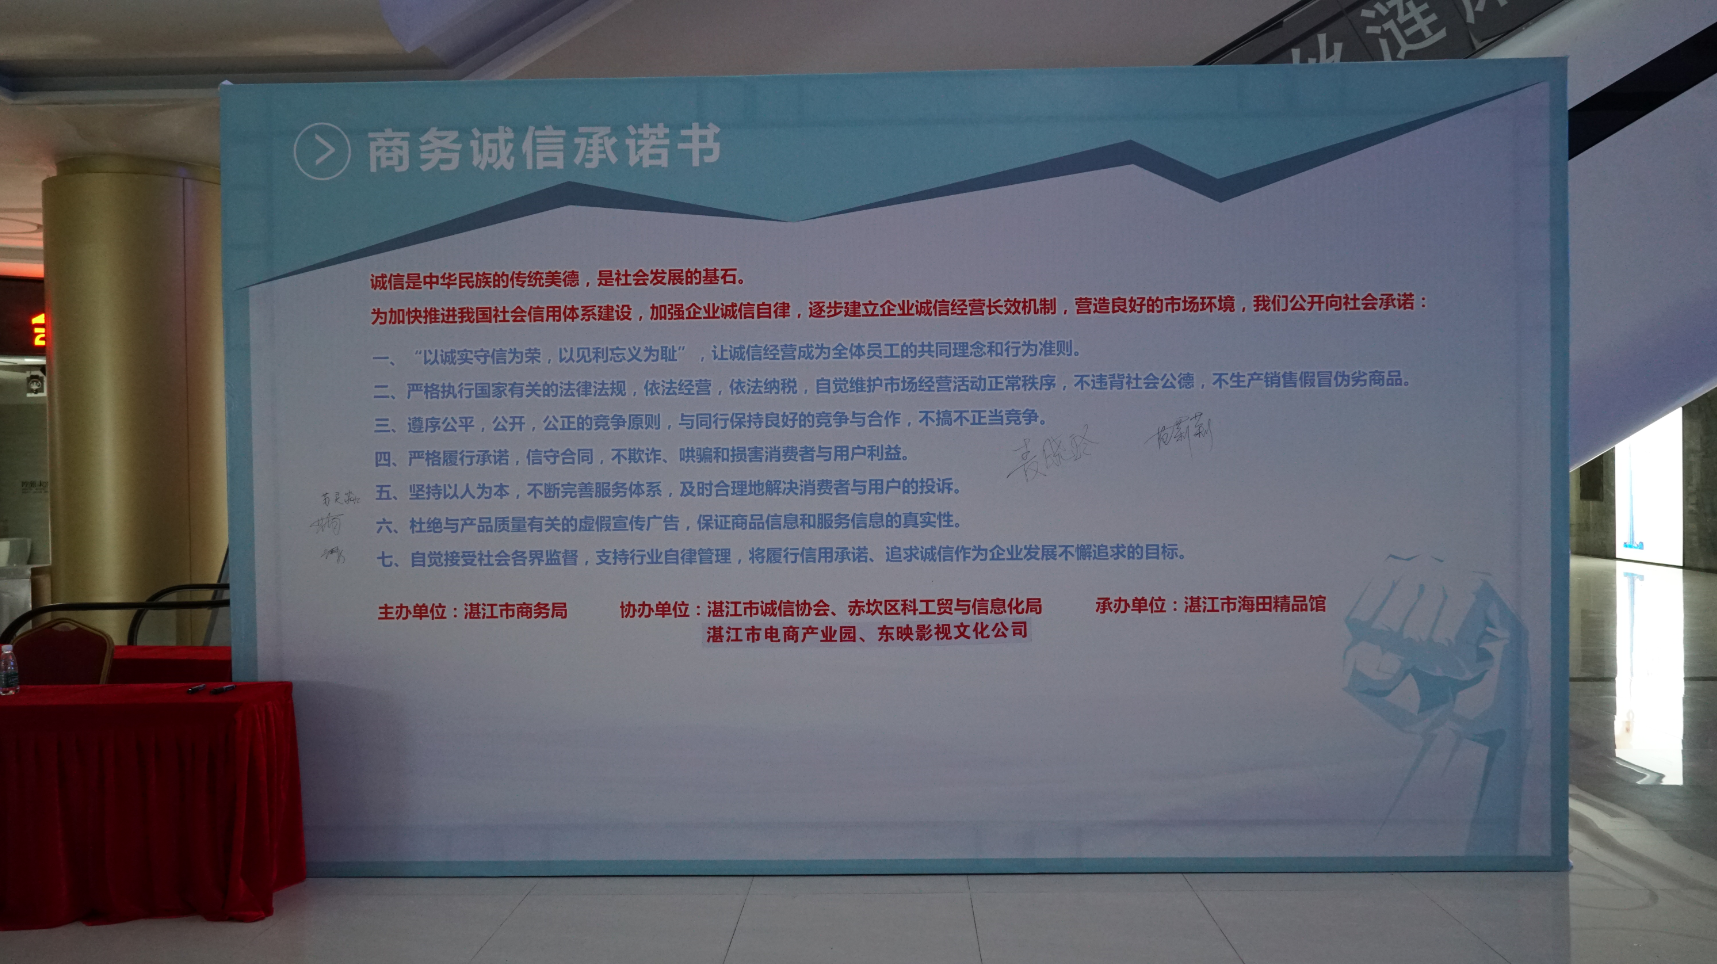 商务诚信承诺书
诚信是中华民族的传统美德，是社会发展的基石。
为加快推进我国社会信用体系建设，加强企业诚信自律，逐步建立企业诚信经营长效机制，营造良好的市场环境，我们公开向社会承诺：
一、“以诚实守信为荣，以见利忘义为耻”，让诚信经营成为全体员工的共同理念和行为准则。
二、严格执行国家有关的法律法规，依法经营，依法纳税，自觉维护市场经营活动正常秩序，不违背社会公德，不生产销售假冒伪劣商品。
三、遵序公平，公开，公正的竞争原则，与同行保持良好的竞争与合作，不搞不正当竞争。
四、严格履行承诺，信守合同，不欺诈、哄骗和损害消费者与用户利益。
五、坚持以人为本，不断完善服务体系，及时合理地解决消费者与用户的投诉。
六、杜绝与产品质量有关的虚假宣传广告，保证商品信息和服务信息的真实性。
七、自觉接受社会各界监督，支持行业自律管理，将履行信用承诺、追求诚信作为企业发展不懈追求的目标。
主办单位：湛江市商务局 协办单位：湛江市诚信协会、赤坎区科工贸与信息化局 承办单位：湛江市海田精品馆
湛江市电商产业园、东映影视文化公司